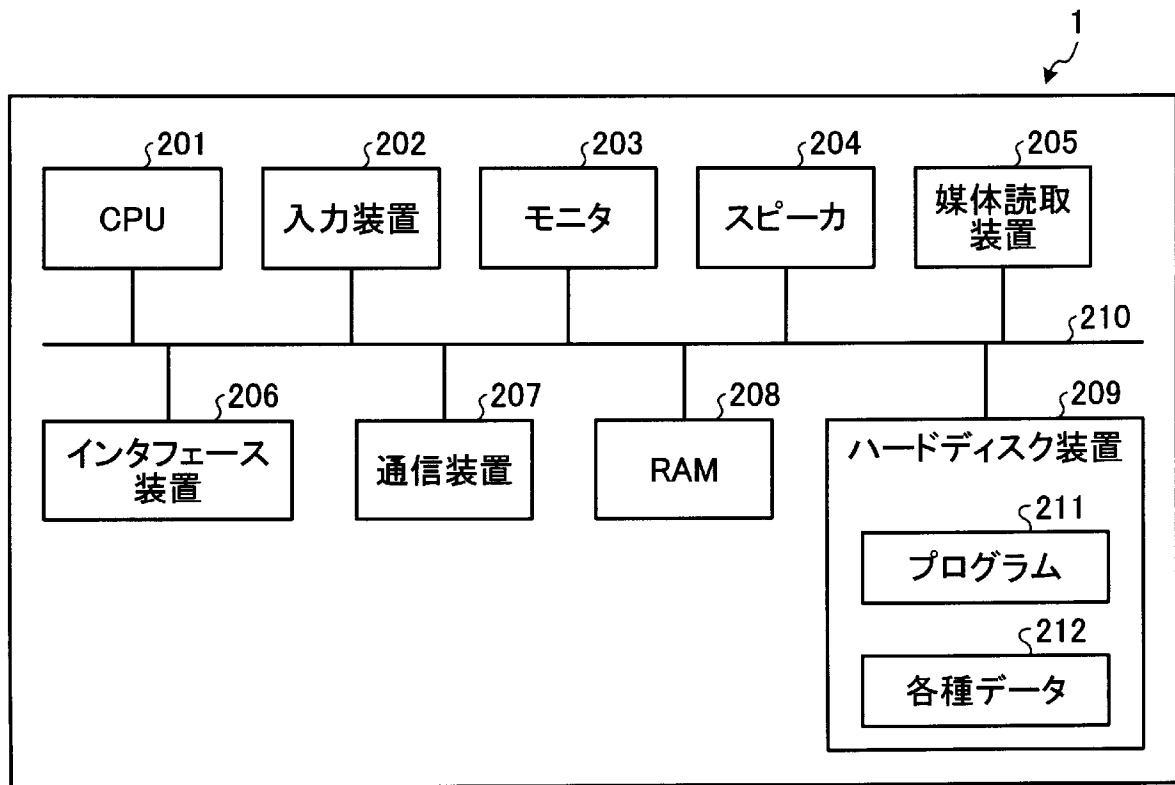 1
201
CPU
202
入力装置
203
モニタ
204
スピーカ
205
媒体読取
装置
210
206
インタフェース
装置
207
通信装置
208
RAM
209
ハードディスク装置
211
プログラム
212
各種データ